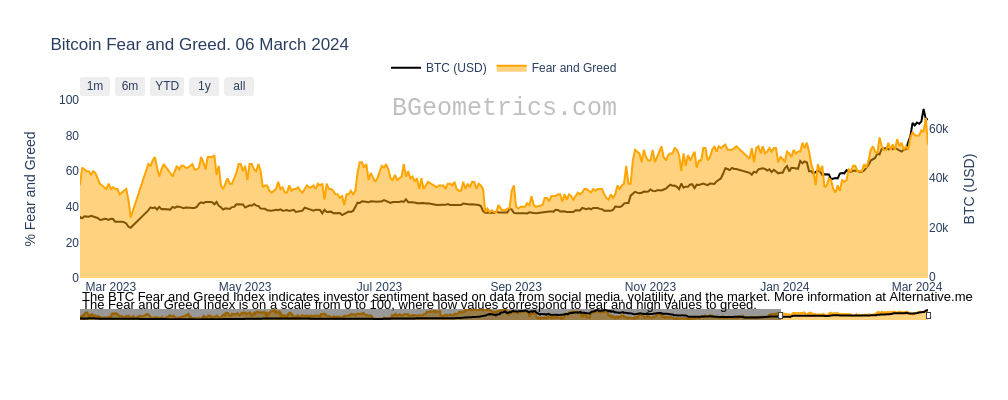 Bitcoin Fear and Greed. 06 March 2024
BTC (USD) Fear and Greed
1m 6m YTD 1y all
BGeometrics.com
100
80
60
40
20
0
% Fear and Greed
60k
40k
20k
0
BTC (USD)
Mar 2023 May 2023 Jul 2023 Sep 2023 Nov 2023 Jan 2024 Mar 2024
The BTC Fear and Greed Index indicates investor sentiment based on data from social media, volatility, and the market. More information at Alternative.me
The Fear and Greed Index is on a scale from 0 to 100, where low values correspond to fear and high values to greed.